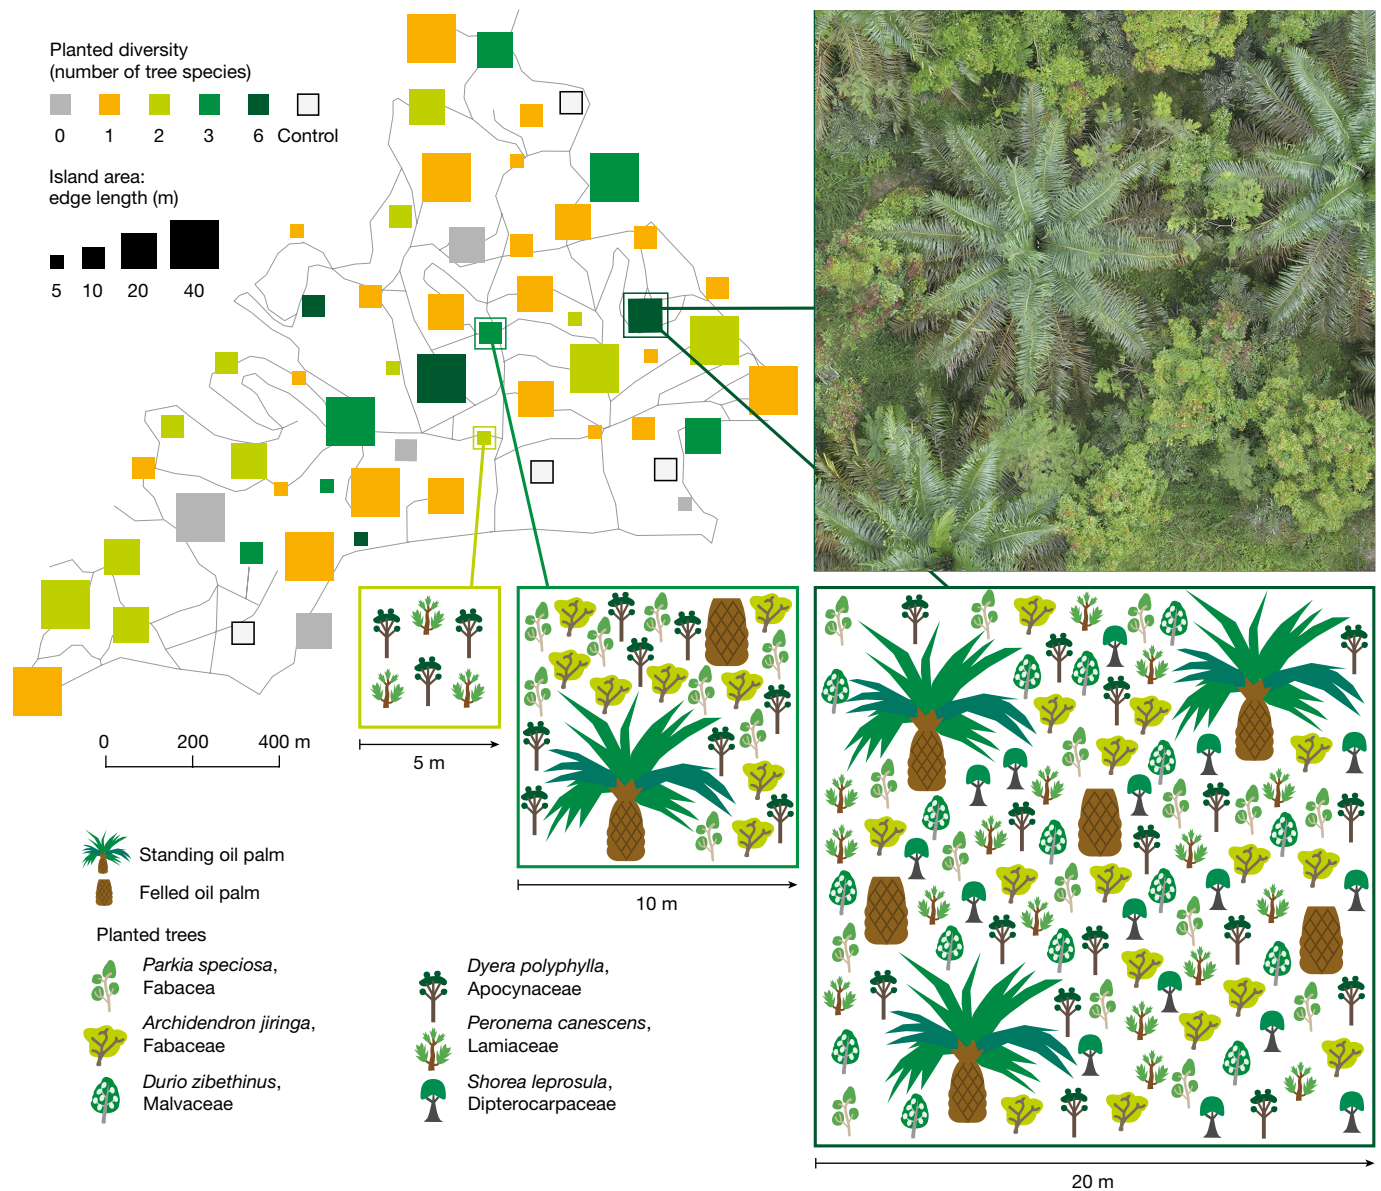 Planted diversity
(number of tree species)
0 1 2 3 6 Control
Island area:
edge length (m)
5 10 20 40
0 200 400 m
5 m
10 m
20 m
Standing oil palm
Felled oil palm
Planted trees
Parkia speciosa,
Fabacea
Archidendron jiringa,
Fabaceae
Durio zibethinus,
Malvaceae
Dyera polyphylla,
Apocynaceae
Peronema canescens,
Lamiaceae
Shorea leprosula,
Dipterocarpaceae